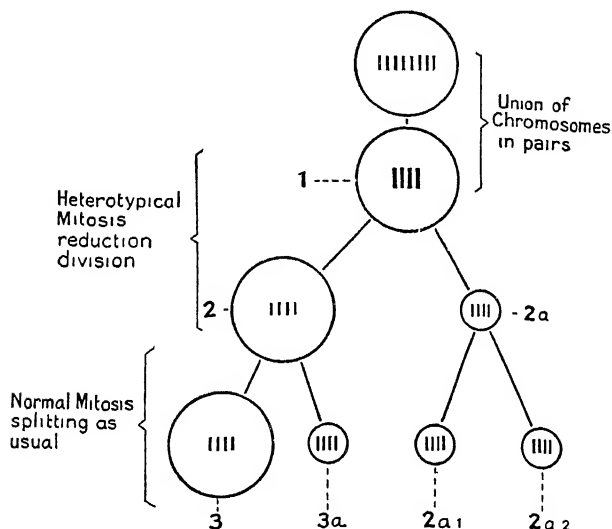 Union of
Chromosomes
in pairs
1
Heterotypical
Mitosis
reduction
division
2
2a
Normal Mitosis
splitting as
usual
3
3a
2a1
2a2